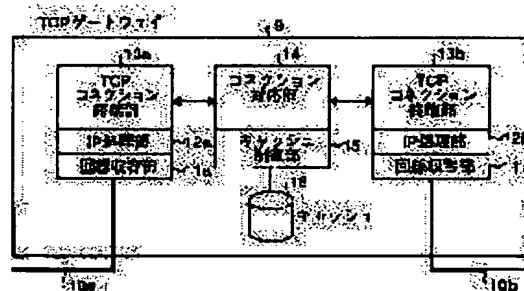 TCPゲートウェイ
9
13a
14
13b
TCP
コネクション
終端部
コネクション
対応部
TCP
コネクション
終端部
IP処理部
12a
キャッシュ
制御部
15
IP処理部
回線収容部
回線収容部
16
キャッシュ
10a
10b